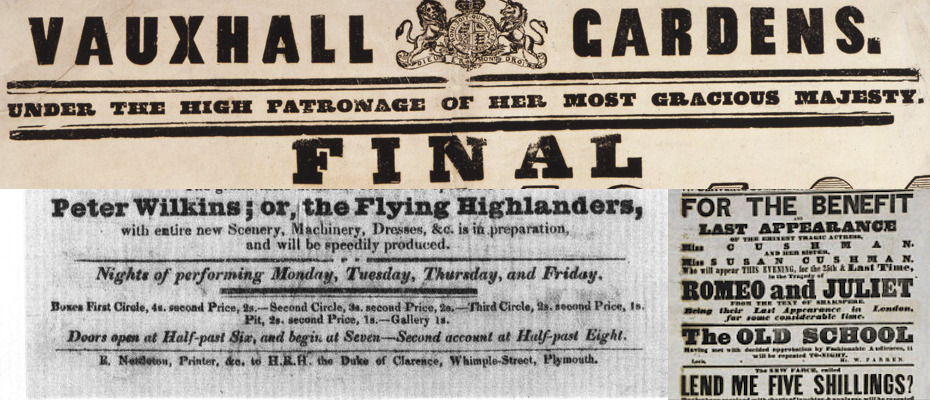 VAUXHALL GARDENS.
UNDER THE HIGH PATRONAGE OF HER MOST GRACIOUS MAJESTY.
FINAL
Peter Wilkins; or, the Flying Highlanders,
with entire new Scenery, Machinery, Dresses, &c. is in preparation,
and will be speedily produced.
Nights of performing Monday, Tuesday, Thursday, and Friday.
Boxes First Circle, 4s. second Price, 2s.—Second Circle, 3s. second Price, 2s.—Third Circle, 2s. second Price, 1s.
Pit, 2s. second Price, 1s.—Gallery 1s.
Doors open at Half-past Six, and begin at Seven—Second account at Half-past Eight.
E. Nettleton, Printer, &c. to H.R.H. the Duke of Clarence, Whimple-Street, Plymouth.
FOR THE BENEFIT
AND
LAST APPEARANCE
OF THE EMINENT TRAGIC ACTRESS,
Miss CUSHMAN,
AND HER SISTER,
Miss SUSAN CUSHMAN,
Who will appear THIS EVENING, for the 25th & Last Time,
in the Tragedy of
ROMEO and JULIET
FROM THE TEXT OF SHAKSPERE.
Being their Last Appearance in London,
for some considerable time.
The OLD SCHOOL
Having met with decided approbation by Fashionable Audiences, it
will be repeated TO-NIGHT.
Mr. W. FARREN.
The NEW FARCE, called
LEND ME FIVE SHILLINGS?